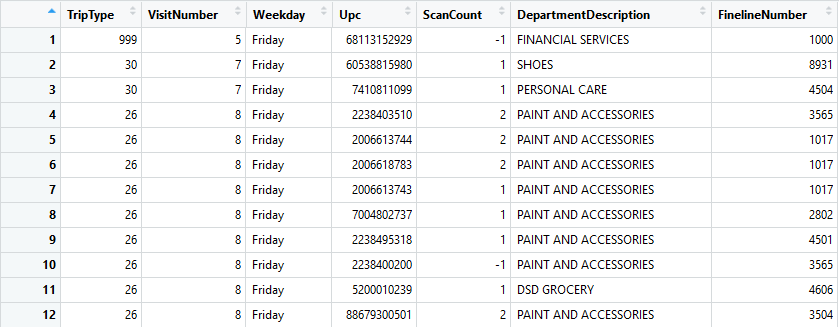 TripType VisitNumber Weekday Upc ScanCount DepartmentDescription FinelineNumber
1 999 5 Friday 68113152929 -1 FINANCIAL SERVICES 1000
2 30 7 Friday 60538815980 1 SHOES 8931
3 30 7 Friday 7410811099 1 PERSONAL CARE 4504
4 26 8 Friday 2238403510 2 PAINT AND ACCESSORIES 3565
5 26 8 Friday 2006613744 2 PAINT AND ACCESSORIES 1017
6 26 8 Friday 2006618783 2 PAINT AND ACCESSORIES 1017
7 26 8 Friday 2006613743 1 PAINT AND ACCESSORIES 1017
8 26 8 Friday 7004802737 1 PAINT AND ACCESSORIES 2802
9 26 8 Friday 2238495318 1 PAINT AND ACCESSORIES 4501
10 26 8 Friday 2238400200 -1 PAINT AND ACCESSORIES 3565
11 26 8 Friday 5200010239 1 DSD GROCERY 4606
12 26 8 Friday 88679300501 2 PAINT AND ACCESSORIES 3504